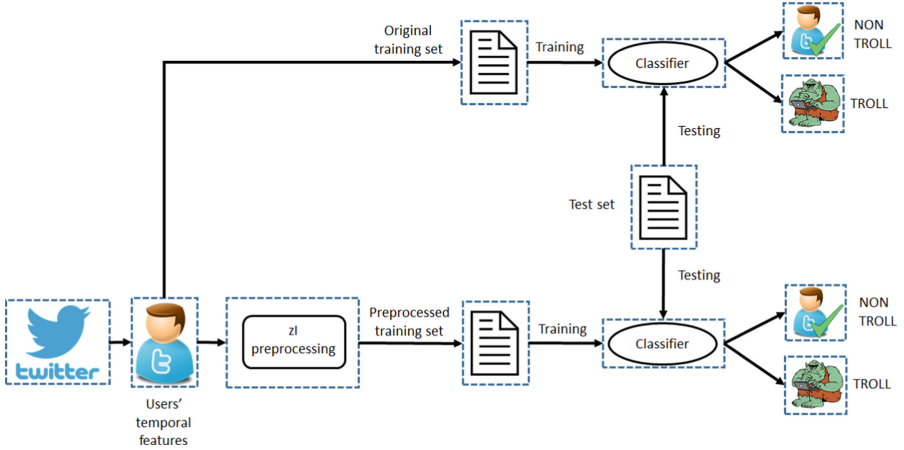 Original
training set
Training
Classifier
NON
TROLL
TROLL
Testing
Test set
Testing
twitter
Users'
temporal
features
zl
preprocessing
Preprocessed
training set
Training
Classifier
NON
TROLL
TROLL